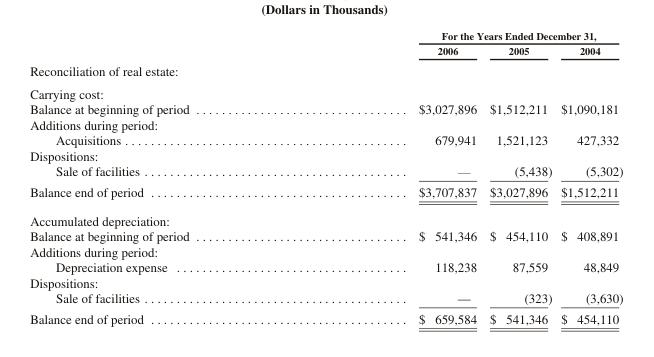 (Dollars in Thousands)
For the Years Ended December 31,
2006 2005 2004
Reconciliation of real estate:
Carrying cost:
Balance at beginning of period ................................ $3,027,896 $1,512,211 $1,090,181
Additions during period:
Acquisitions ........................................... 679,941 1,521,123 427,332
Dispositions:
Sale of facilities ........................................ — (5,438) (5,302)
Balance end of period ....................................... $3,707,837 $3,027,896 $1,512,211
Accumulated depreciation:
Balance at beginning of period ................................ $ 541,346 $ 454,110 $ 408,891
Additions during period:
Depreciation expense ................................... 118,238 87,559 48,849
Dispositions:
Sale of facilities ........................................ — (323) (3,630)
Balance end of period ....................................... $ 659,584 $ 541,346 $ 454,110